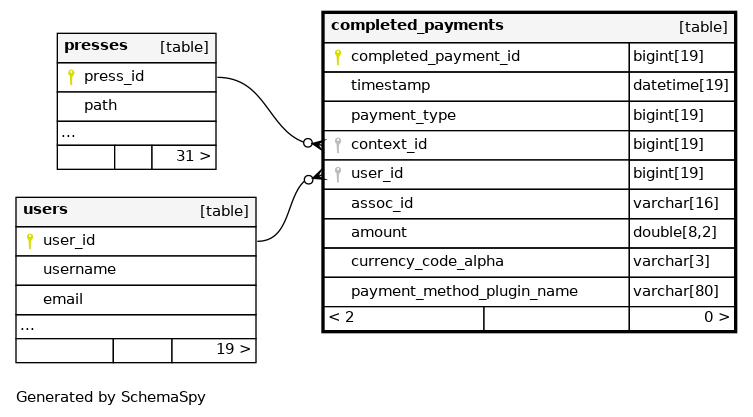 presses [table]
press_id
path
...
31 >
users [table]
user_id
username
email
...
19 >
completed_payments [table]
completed_payment_id bigint[19]
timestamp datetime[19]
payment_type bigint[19]
context_id bigint[19]
user_id bigint[19]
assoc_id varchar[16]
amount double[8,2]
currency_code_alpha varchar[3]
payment_method_plugin_name varchar[80]
< 2 0 >
Generated by SchemaSpy